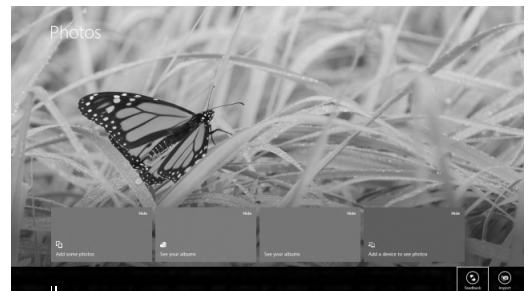 Photos
Hide
Hide
Hide
Hide
Add some photos
See your albums
See your albums
Add a device to see photos
Feedback
Import